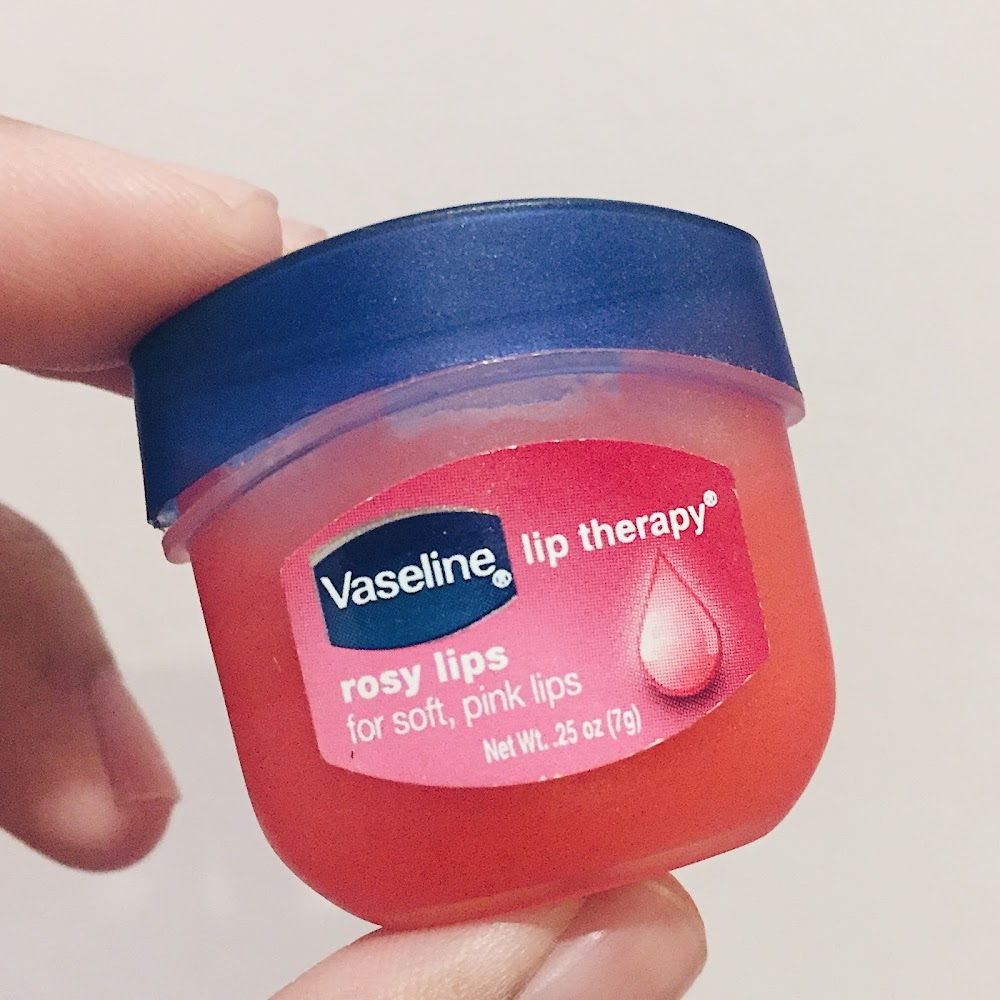 Vaseline®
lip therapy®
rosy lips
for soft, pink lips
Net Wt. .25 oz (7g)